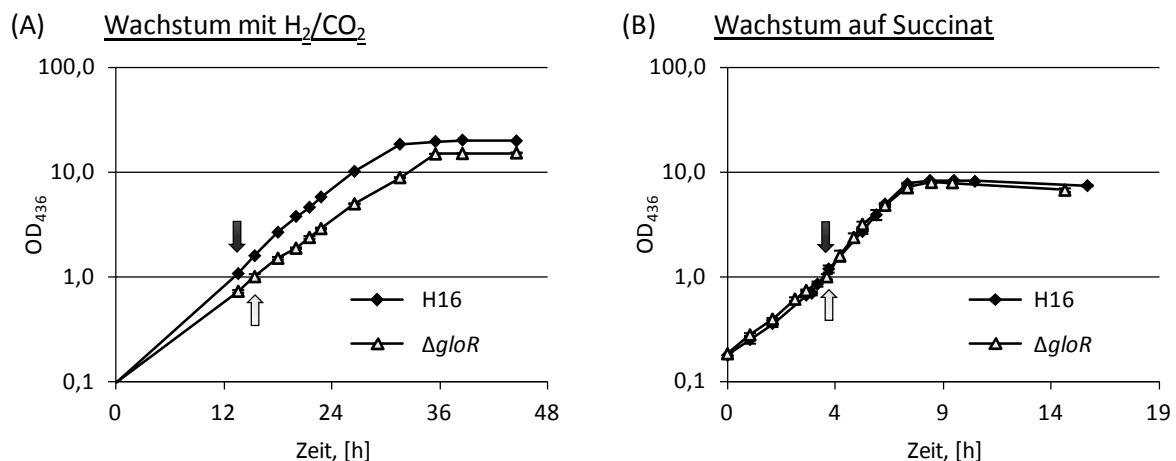 (A) Wachstum mit H2/CO2
100,0
10,0
1,0
0,1
OD436
0 12 24 36 48
Zeit, [h]
H16
ΔgloR
(B) Wachstum auf Succinat
100,0
10,0
1,0
0,1
OD436
0 4 9 14 19
Zeit, [h]
H16
ΔgloR